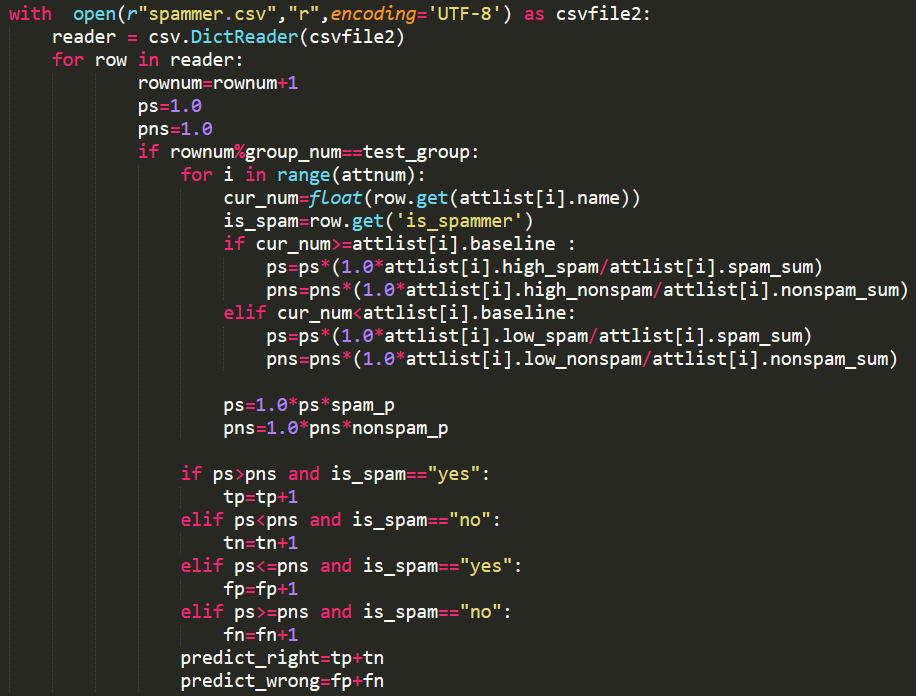 with  open(r"spammer.csv","r",encoding='UTF-8') as csvfile2:
    reader = csv.DictReader(csvfile2)
    for row in reader:
            rownum=rownum+1
            ps=1.0
            pns=1.0
            if rownum%group_num==test_group:
                for i in range(attnum):
                    cur_num=float(row.get(attlist[i].name))
                    is_spam=row.get('is_spammer')
                    if cur_num>=attlist[i].baseline :
                        ps=ps*(1.0*attlist[i].high_spam/attlist[i].spam_sum)
                        pns=pns*(1.0*attlist[i].high_nonspam/attlist[i].nonspam_sum)
                    elif cur_num<attlist[i].baseline:
                        ps=ps*(1.0*attlist[i].low_spam/attlist[i].spam_sum)
                        pns=pns*(1.0*attlist[i].low_nonspam/attlist[i].nonspam_sum)

                    ps=1.0*ps*spam_p
                    pns=1.0*pns*nonspam_p

                if ps>pns and is_spam=="yes":
                    tp=tp+1
                elif ps<pns and is_spam=="no":
                    tn=tn+1
                elif ps<=pns and is_spam=="yes":
                    fp=fp+1
                elif ps>=pns and is_spam=="no":
                    fn=fn+1
                predict_right=tp+tn
                predict_wrong=fp+fn